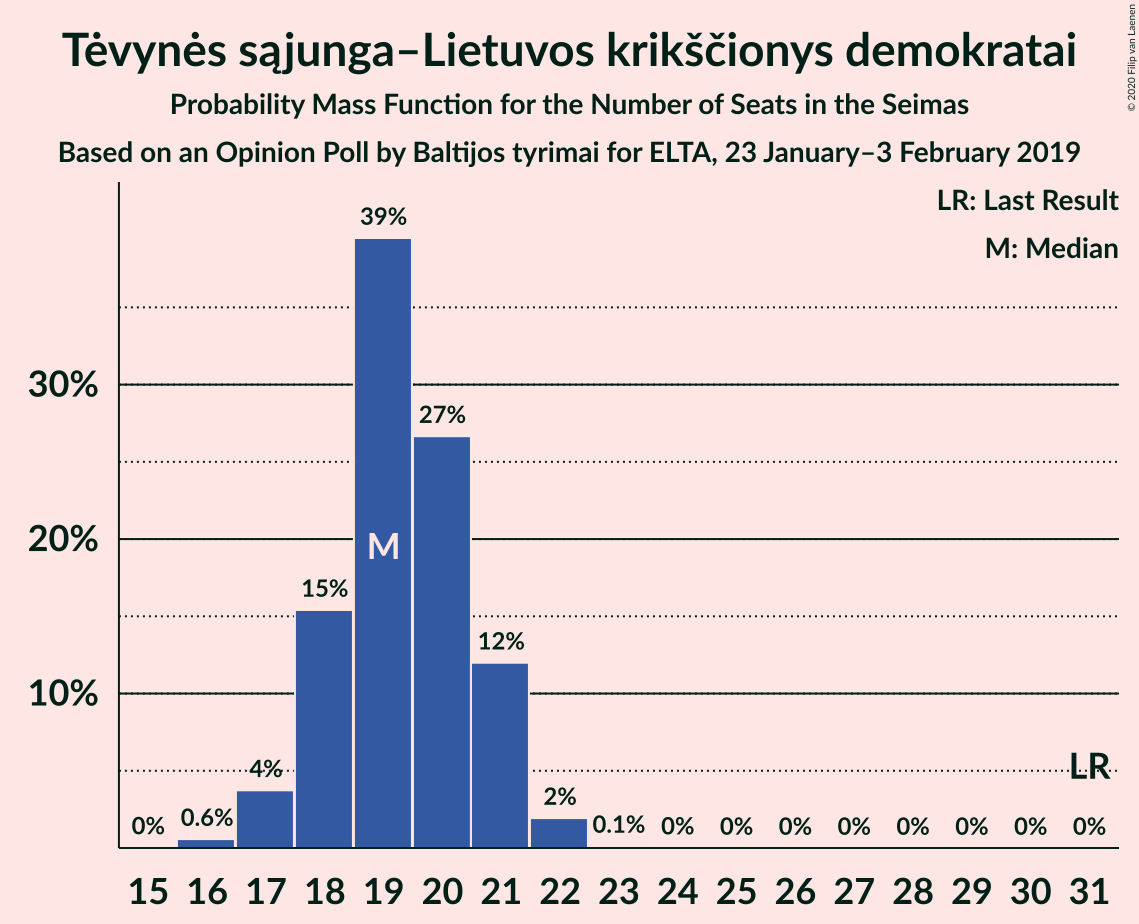 Tėvynės sąjunga–Lietuvos krikščionys demokratai
Probability Mass Function for the Number of Seats in the Seimas
Based on an Opinion Poll by Baltijos tyrimai for ELTA, 23 January–3 February 2019
© 2020 Filip van Laenen
LR: Last Result
M: Median
39%
30%
27%
20%
M
15%
12%
10%
4%
LR
2%
0% 0.6% 0.1% 0% 0% 0% 0% 0% 0% 0% 0%
15 16 17 18 19 20 21 22 23 24 25 26 27 28 29 30 31